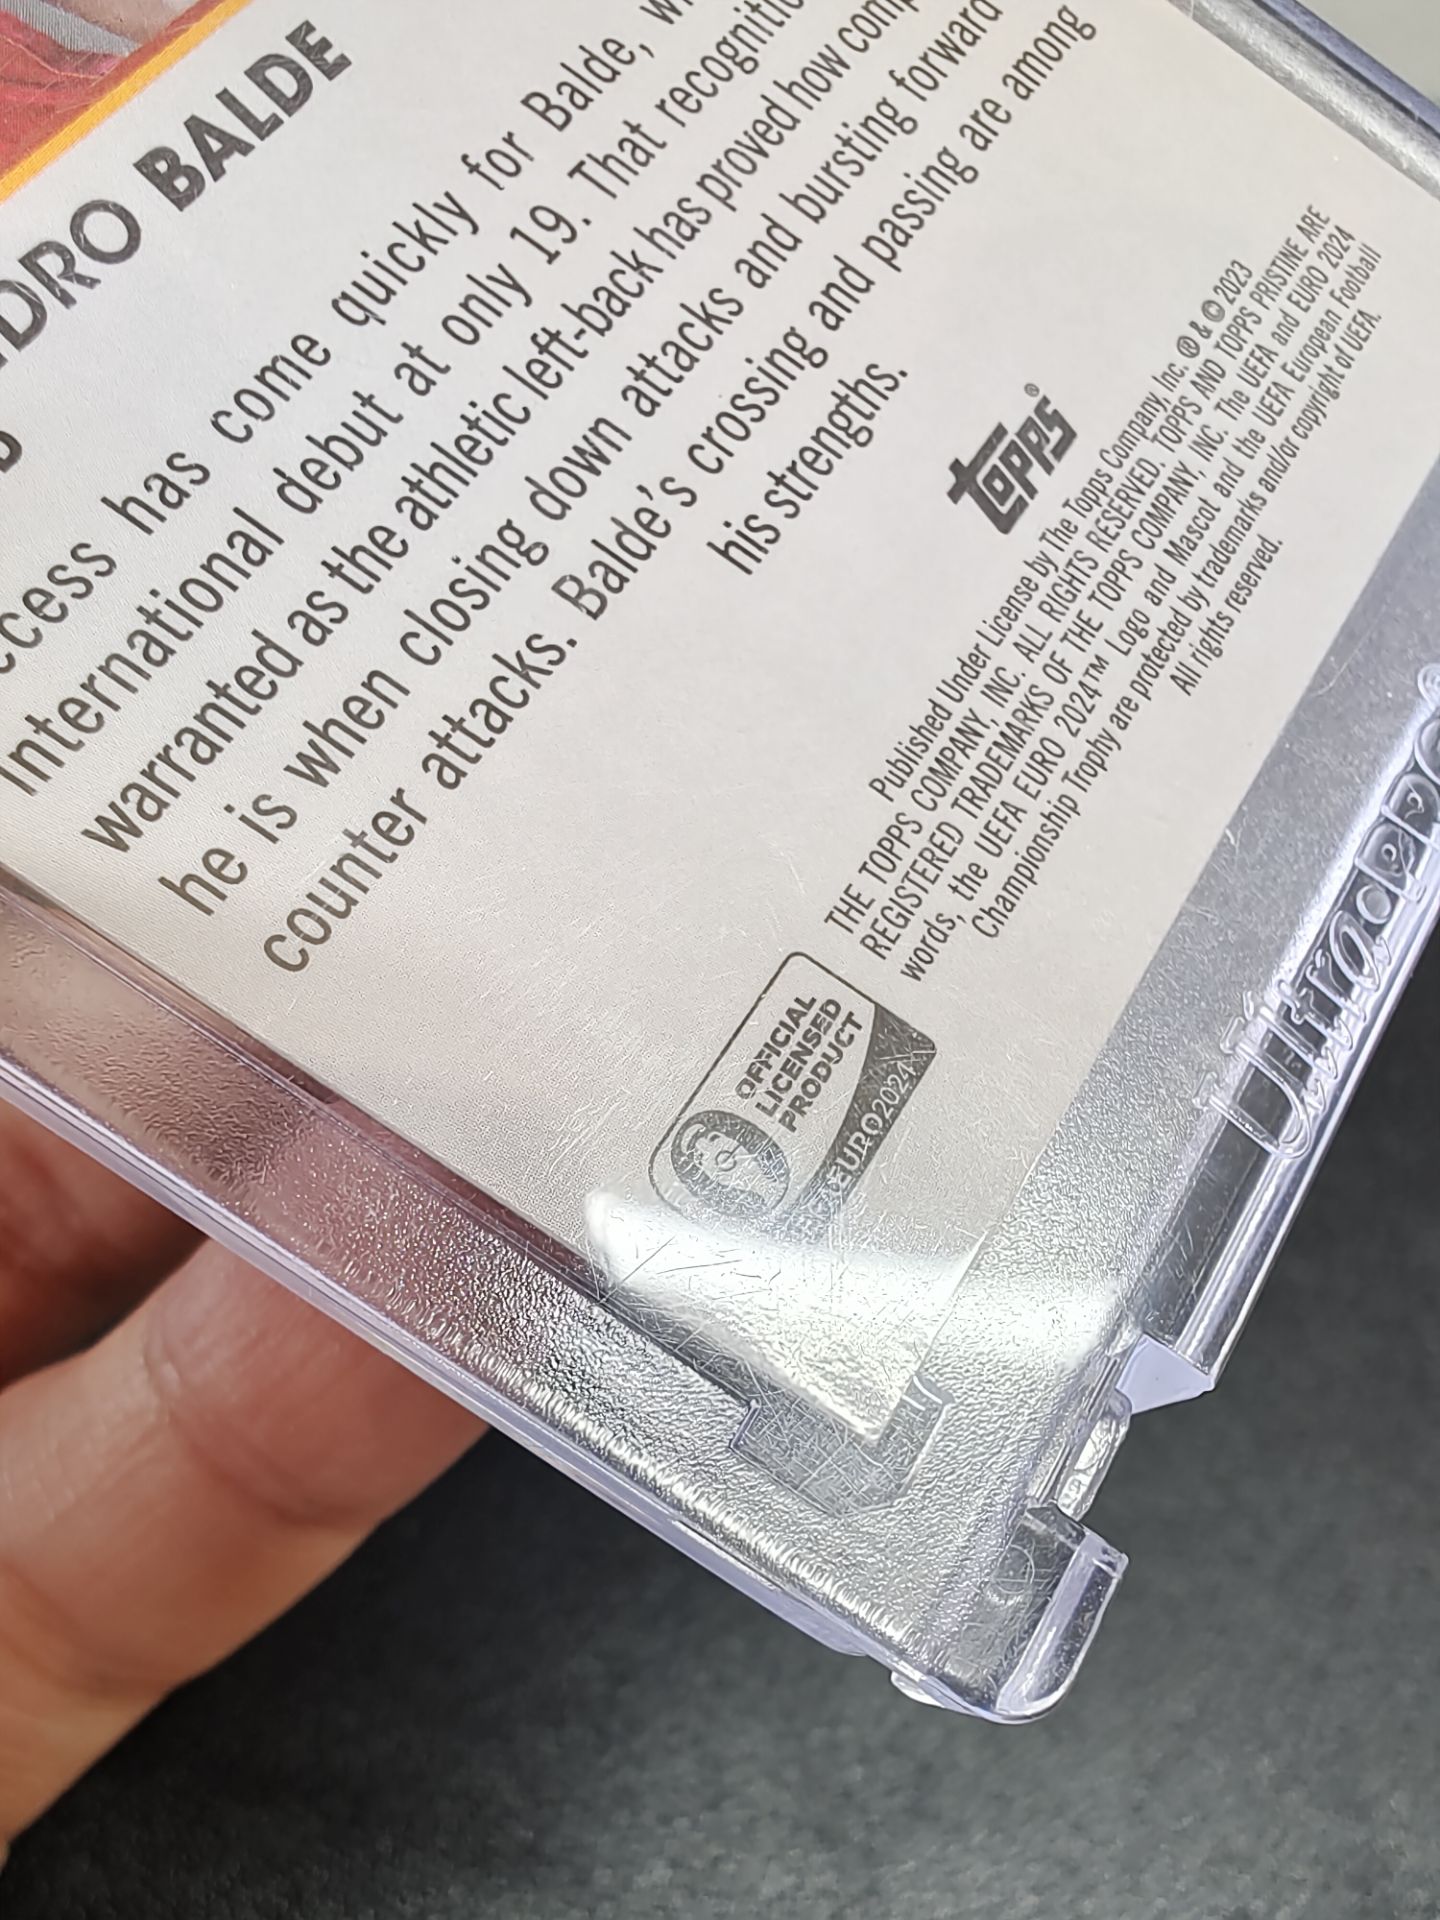 BALDE
has come quickly for Balde,
International debut at only 19. That
warranted as the athletic left-back has proved how
he is when closing down attacks and bursting forward
counter attacks. Balde's crossing and passing are among
his strengths.
TOPPS®
Published Under License by The Topps Company, Inc. ® & © 2023
THE TOPPS COMPANY, INC. ALL RIGHTS RESERVED. TOPPS AND TOPPS PRISTINE ARE
REGISTERED TRADEMARKS OF THE TOPPS COMPANY, INC. The UEFA and EURO 2024
words, the UEFA EURO 2024™ Logo and Mascot and the UEFA European Football
Championship Trophy are protected by trademarks and/or copyright of UEFA.
All rights reserved.
OFFICIAL
LICENSED
PRODUCT
EURO2024